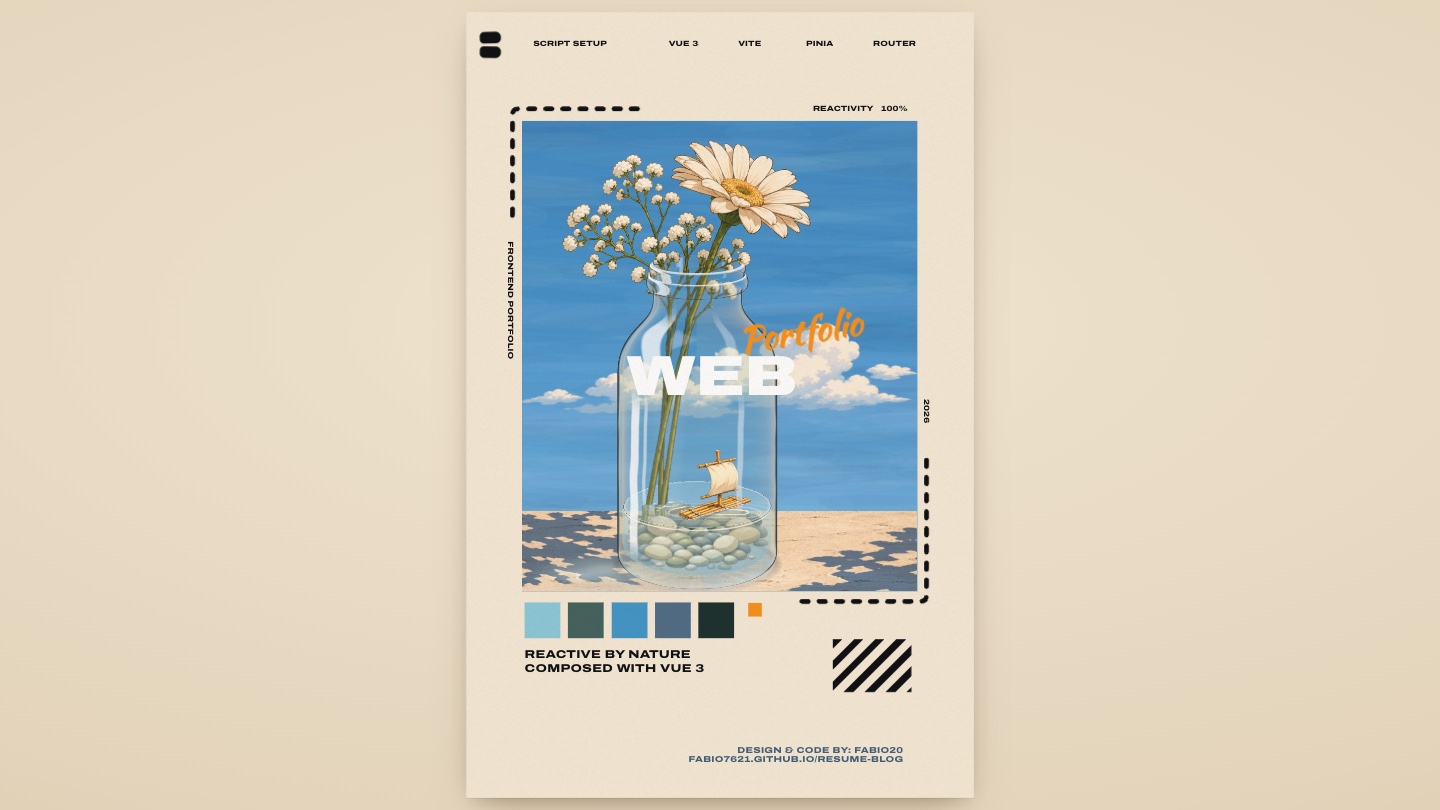 SCRIPT SETUP VUE 3 VITE PINIA ROUTER
REACTIVITY 100%
FRONTEND PORTFOLIO
Portfolio
WEB
2026
REACTIVE BY NATURE
COMPOSED WITH VUE 3
DESIGN & CODE BY: FABIO20
FABIO7621.GITHUB.IO/RESUME-BLOG